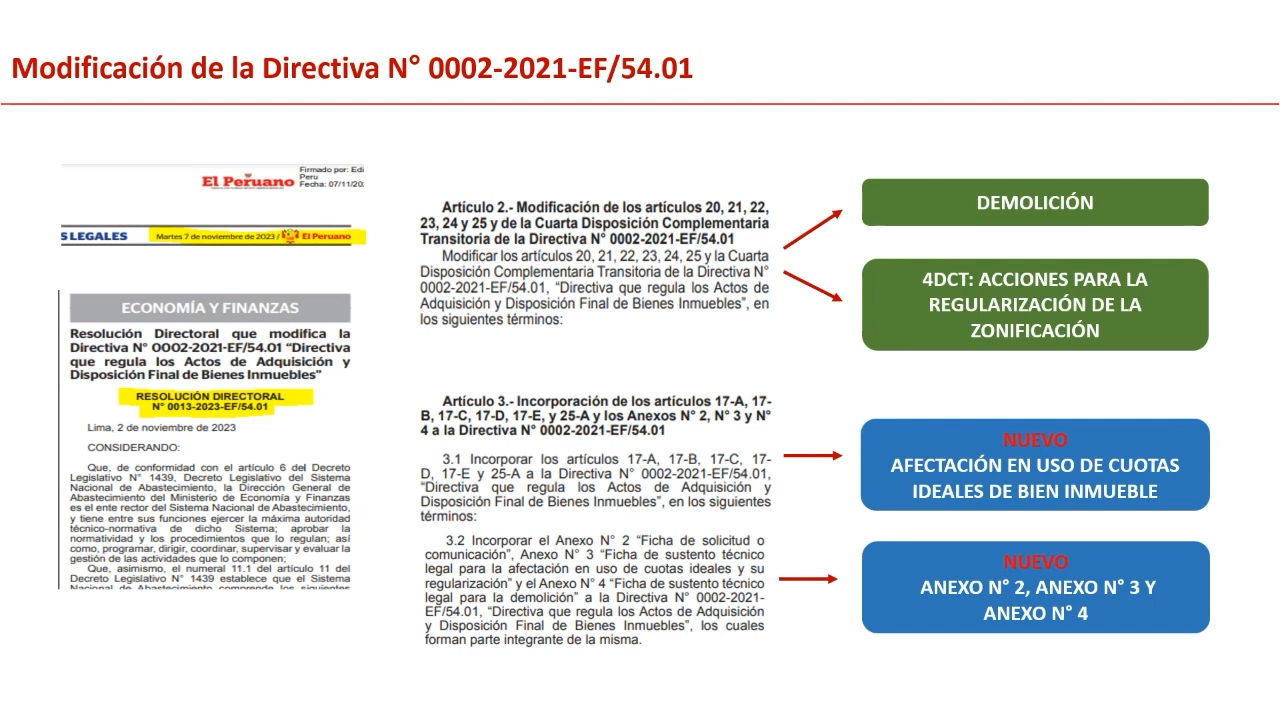 Modificación de la Directiva N° 0002-2021-EF/54.01
Firmado por: Edi
Peru
Fecha: 07/11/20
El Peruano
S LEGALES
Martes 7 de noviembre de 2023 / El Peruano
ECONOMÍA Y FINANZAS
Resolución Directoral que modifica la
Directiva N° 0002-2021-EF/54.01 “Directiva
que regula los Actos de Adquisición y
Disposición Final de Bienes Inmuebles”
RESOLUCIÓN DIRECTORAL
N° 0013-2023-EF/54.01
Lima, 2 de noviembre de 2023
CONSIDERANDO:
Que, de conformidad con el artículo 6 del Decreto
Legislativo N° 1439, Decreto Legislativo del Sistema
Nacional de Abastecimiento, la Dirección General de
Abastecimiento del Ministerio de Economía y Finanzas
es el ente rector del Sistema Nacional de Abastecimiento,
y tiene entre sus funciones ejercer la máxima autoridad
técnico-normativa de dicho Sistema; aprobar la
normatividad y los procedimientos que lo regulan; así
como, programar, dirigir, coordinar, supervisar y evaluar la
gestión de las actividades que lo componen;
Que, asimismo, el numeral 11.1 del artículo 11 del
Decreto Legislativo N° 1439 establece que el Sistema
Nacional de Abastecimiento comprende los siguientes
Artículo 2.- Modificación de los artículos 20, 21, 22,
23, 24 y 25 y de la Cuarta Disposición Complementaria
Transitoria de la Directiva N° 0002-2021-EF/54.01
Modificar los artículos 20, 21, 22, 23, 24, 25 y la Cuarta
Disposición Complementaria Transitoria de la Directiva N°
0002-2021-EF/54.01, “Directiva que regula los Actos de
Adquisición y Disposición Final de Bienes Inmuebles”, en
los siguientes términos:
Artículo 3.- Incorporación de los artículos 17-A, 17-
B, 17-C, 17-D, 17-E, y 25-A y los Anexos N° 2, N° 3 y N°
4 a la Directiva N° 0002-2021-EF/54.01
3.1 Incorporar los artículos 17-A, 17-B, 17-C, 17-
D, 17-E y 25-A a la Directiva N° 0002-2021-EF/54.01,
“Directiva que regula los Actos de Adquisición y
Disposición Final de Bienes Inmuebles”, en los siguientes
términos:
3.2 Incorporar el Anexo N° 2 “Ficha de solicitud o
comunicación”, Anexo N° 3 “Ficha de sustento técnico
legal para la afectación en uso de cuotas ideales y su
regularización” y el Anexo N° 4 “Ficha de sustento técnico
legal para la demolición” a la Directiva N° 0002-2021-
EF/54.01, “Directiva que regula los Actos de Adquisición
y Disposición Final de Bienes Inmuebles”, los cuales
forman parte integrante de la misma.
DEMOLICIÓN
4DCT: ACCIONES PARA LA
REGULARIZACIÓN DE LA
ZONIFICACIÓN
NUEVO
AFECTACIÓN EN USO DE CUOTAS
IDEALES DE BIEN INMUEBLE
NUEVO
ANEXO N° 2, ANEXO N° 3 Y
ANEXO N° 4